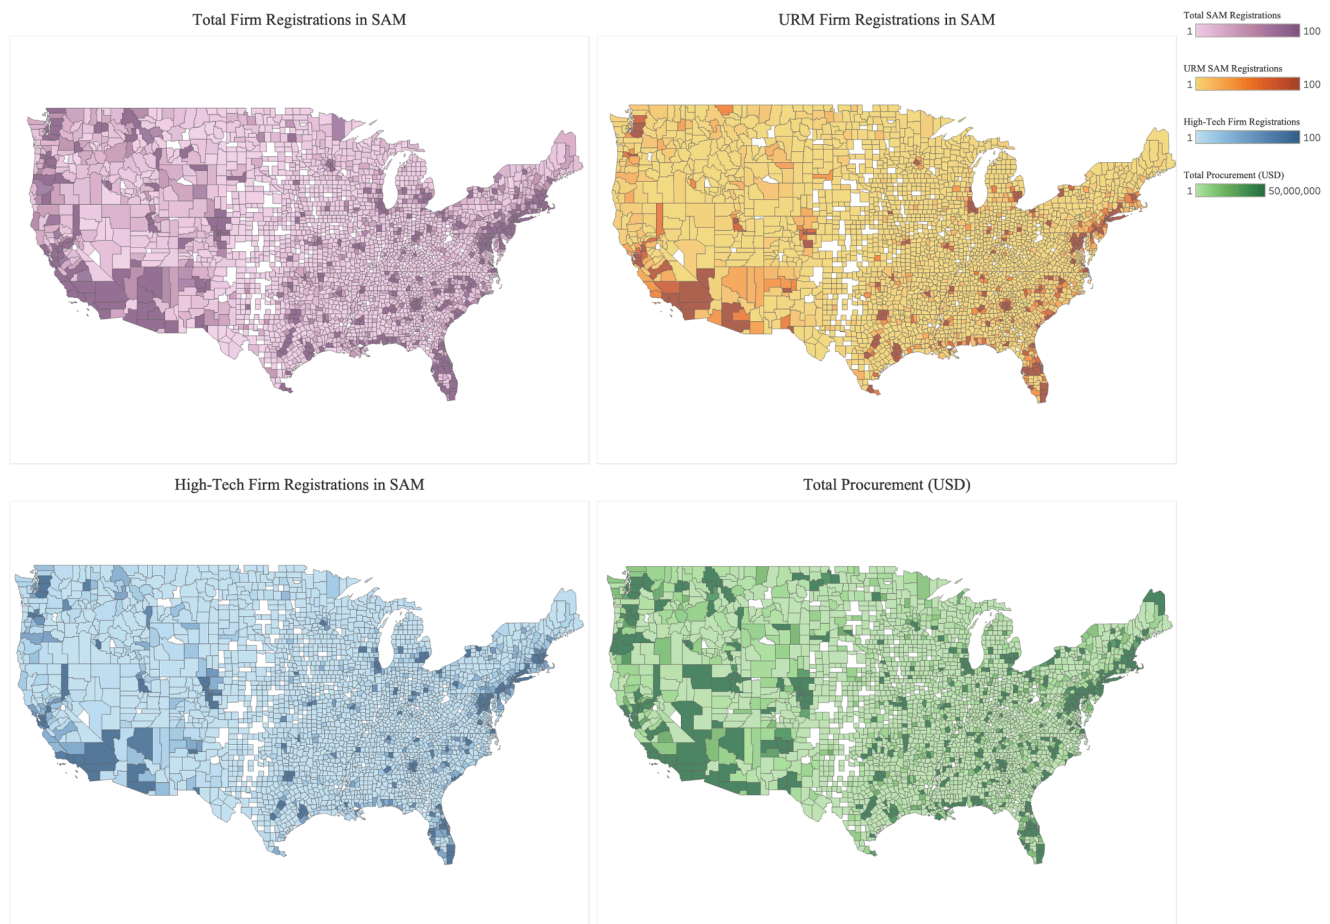 Total Firm Registrations in SAM
URM Firm Registrations in SAM
Total SAM Registrations
1 100
URM SAM Registrations
1 100
High-Tech Firm Registrations
1 100
Total Procurement (USD)
1 50,000,000
High-Tech Firm Registrations in SAM
Total Procurement (USD)